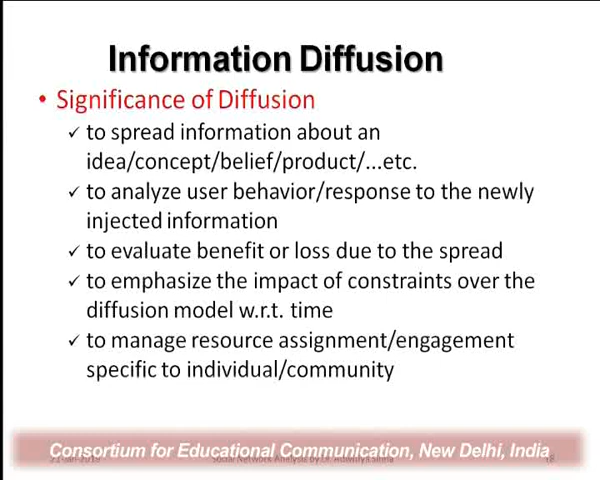 Information Diffusion
• Significance of Diffusion
✓ to spread information about an
idea/concept/belief/product/...etc.
✓ to analyze user behavior/response to the newly
injected information
✓ to evaluate benefit or loss due to the spread
✓ to emphasize the impact of constraints over the
diffusion model w.r.t. time
✓ to manage resource assignment/engagement
specific to individual/community
Consortium for Educational Communication, New Delhi, India